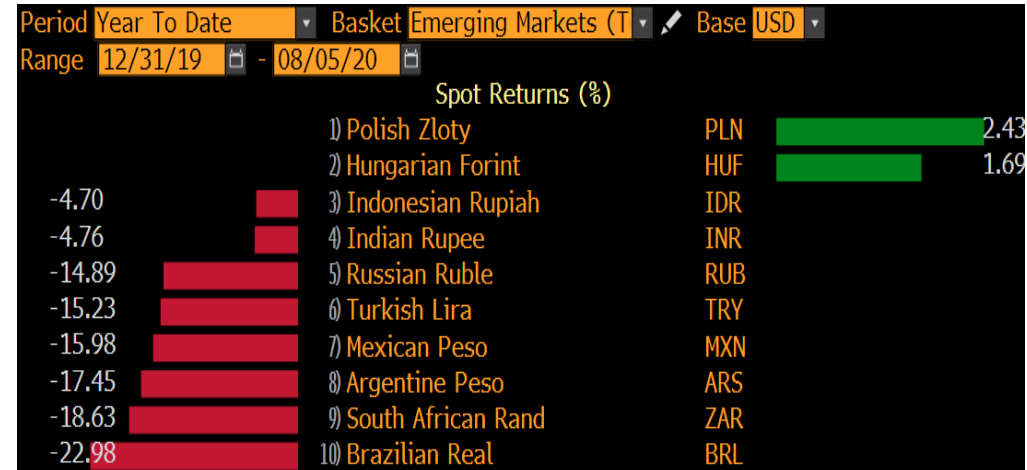 Period Year To Date Basket Emerging Markets (T Base USD
Range 12/31/19 - 08/05/20
Spot Returns (%)
1) Polish Zloty PLN 2.43
2) Hungarian Forint HUF 1.69
-4.70 3) Indonesian Rupiah IDR
-4.76 4) Indian Rupee INR
-14.89 5) Russian Ruble RUB
-15.23 6) Turkish Lira TRY
-15.98 7) Mexican Peso MXN
-17.45 8) Argentine Peso ARS
-18.63 9) South African Rand ZAR
-22.98 10) Brazilian Real BRL